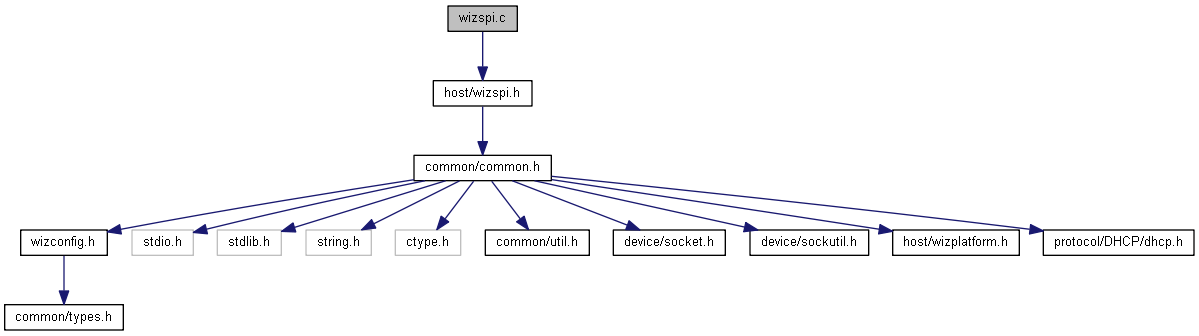 wizspi.c
host/wizspi.h
common/common.h
wizconfig.h
stdio.h
stdlib.h
string.h
ctype.h
common/util.h
device/socket.h
device/sockutil.h
host/wizplatform.h
protocol/DHCP/dhcp.h
common/types.h